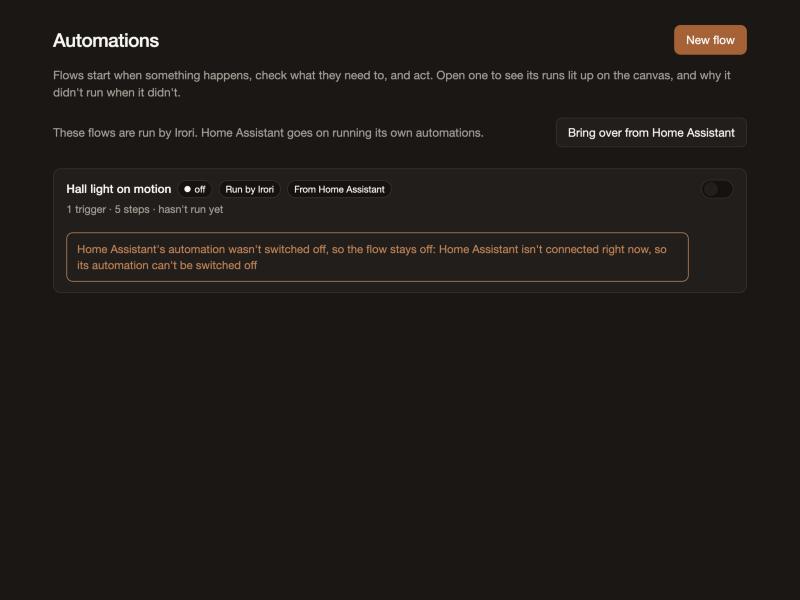 Automations
New flow
Flows start when something happens, check what they need to, and act. Open one to see its runs lit up on the canvas, and why it
didn't run when it didn't.
These flows are run by Irori. Home Assistant goes on running its own automations.
Bring over from Home Assistant
Hall light on motion
off
Run by Irori
From Home Assistant
1 trigger · 5 steps · hasn't run yet
Home Assistant's automation wasn't switched off, so the flow stays off: Home Assistant isn't connected right now, so
its automation can't be switched off